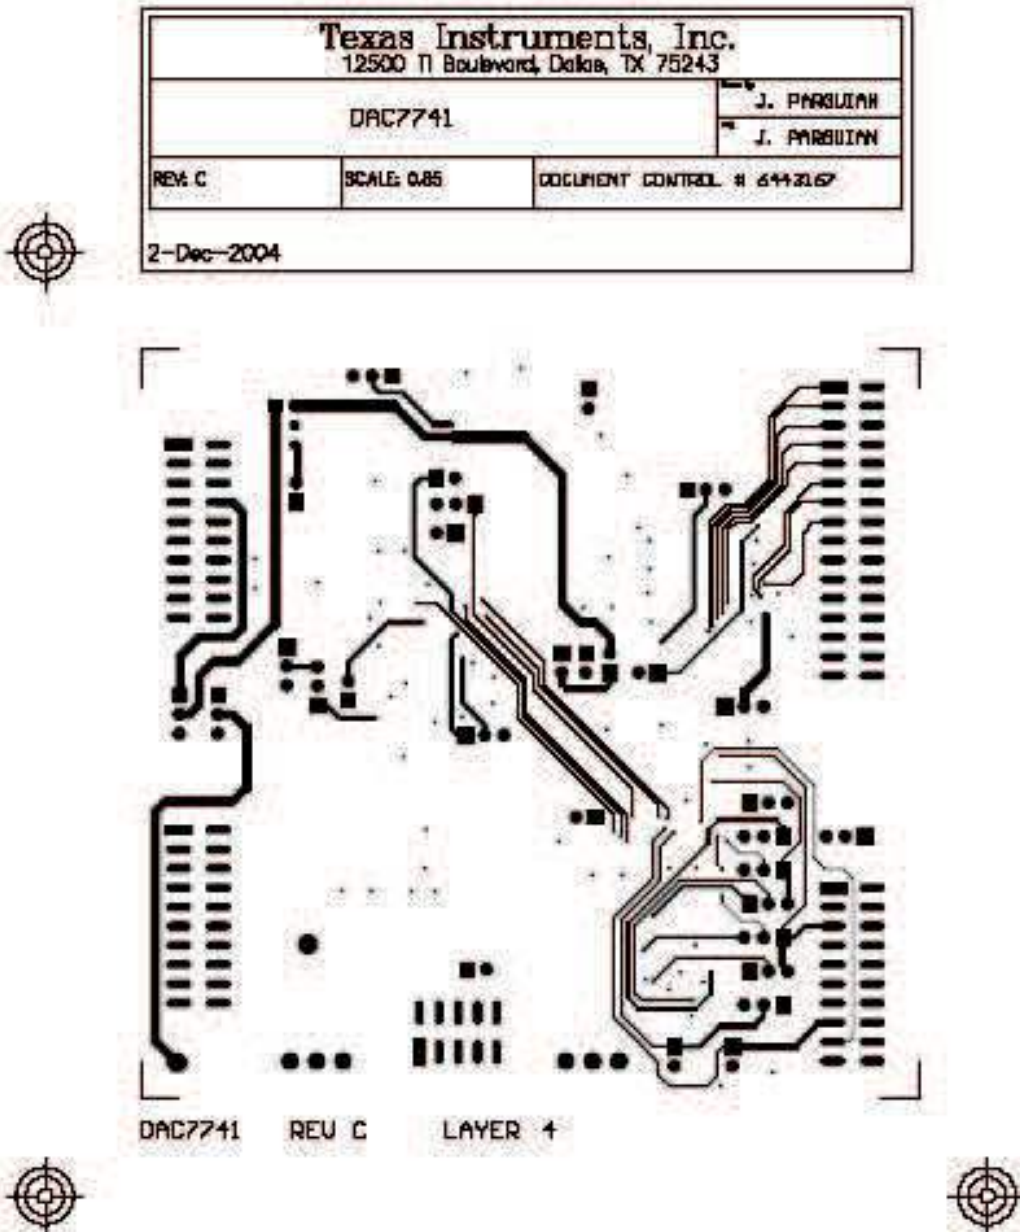 Texas Instruments, Inc.
12500 TI Boulevard, Dallas, TX 75243
DAC7741
J. PARGUIAN
J. PARGUIAN
REV: C
SCALE: 0.85
DOCUMENT CONTROL # 6443167
2-Dec-2004
DAC7741 REV C LAYER 4